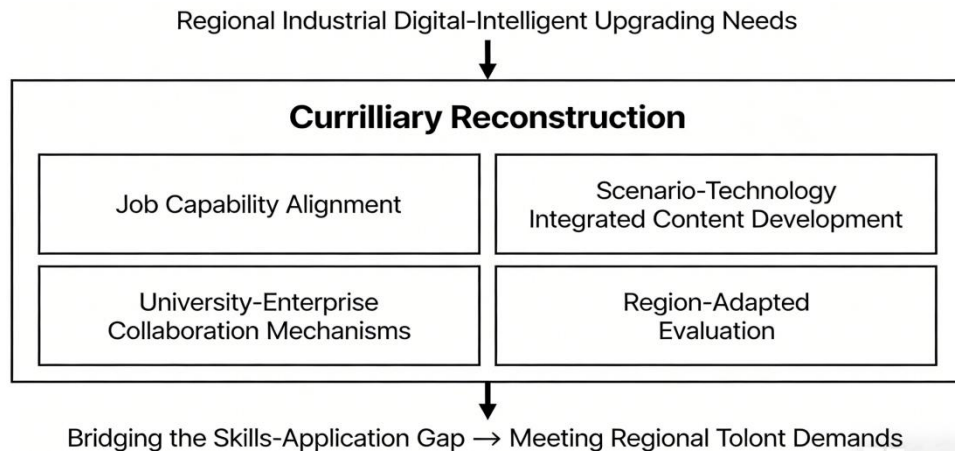 Regional Industrial Digital-Intelligent Upgrading Needs
Currilliary Reconstruction
Job Capability Alignment
Scenario-Technology
Integrated Content Development
University-Enterprise
Collaboration Mechanisms
Region-Adapted
Evaluation
Bridging the Skills-Application Gap → Meeting Regional Tolont Demands